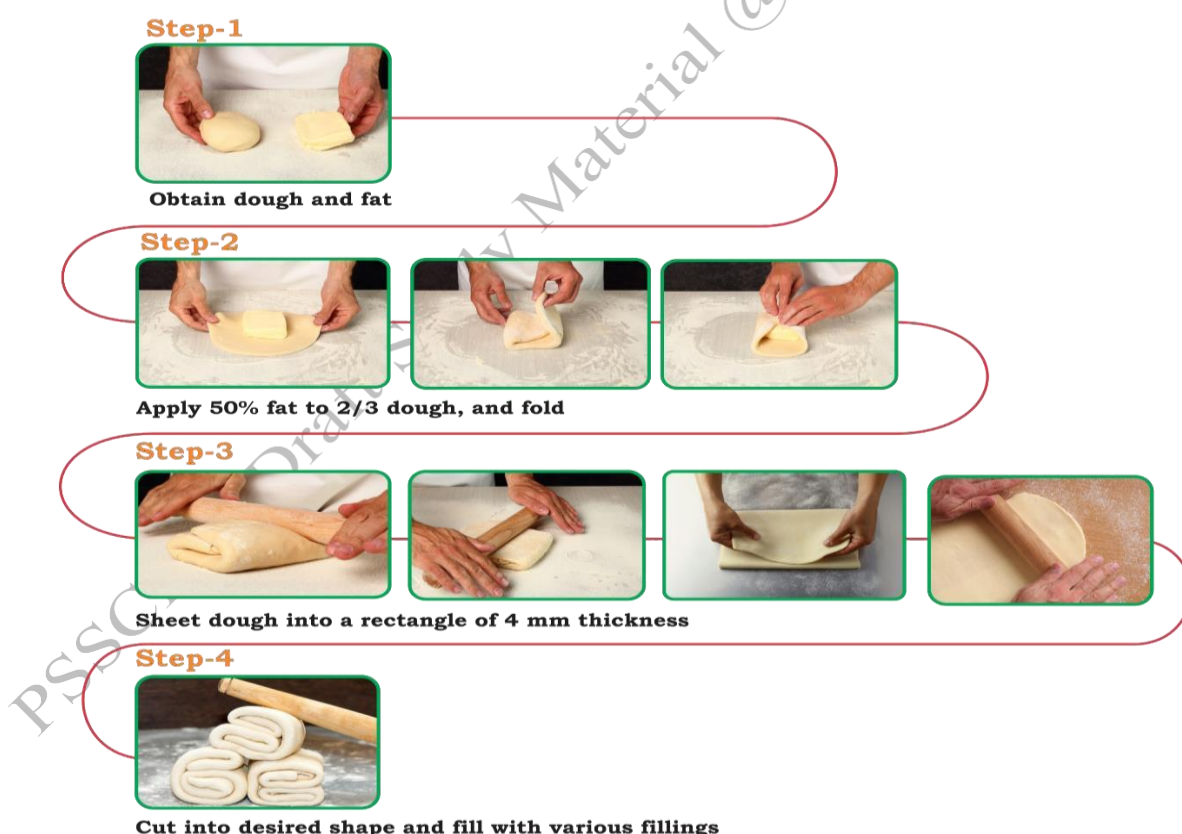 Step-1
Obtain dough and fat
Step-2
Apply 50% fat to 2/3 dough, and fold
Step-3
Sheet dough into a rectangle of 4 mm thickness
Step-4
Cut into desired shape and fill with various fillings
Draft Material @